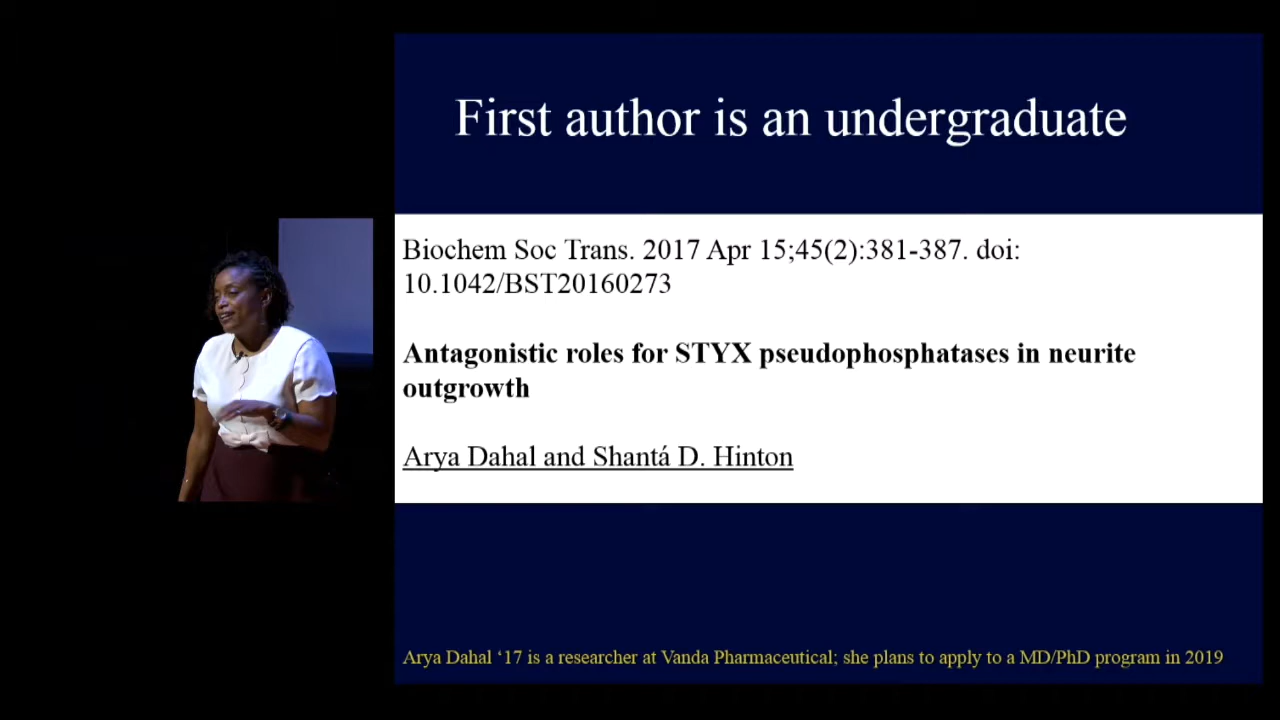 First author is an undergraduate
Biochem Soc Trans. 2017 Apr 15;45(2):381-387. doi:
10.1042/BST20160273
Antagonistic roles for STYX pseudophosphatases in neurite
outgrowth
Arya Dahal and Shantá D. Hinton
Arya Dahal ‘17 is a researcher at Vanda Pharmaceutical; she plans to apply to a MD/PhD program in 2019